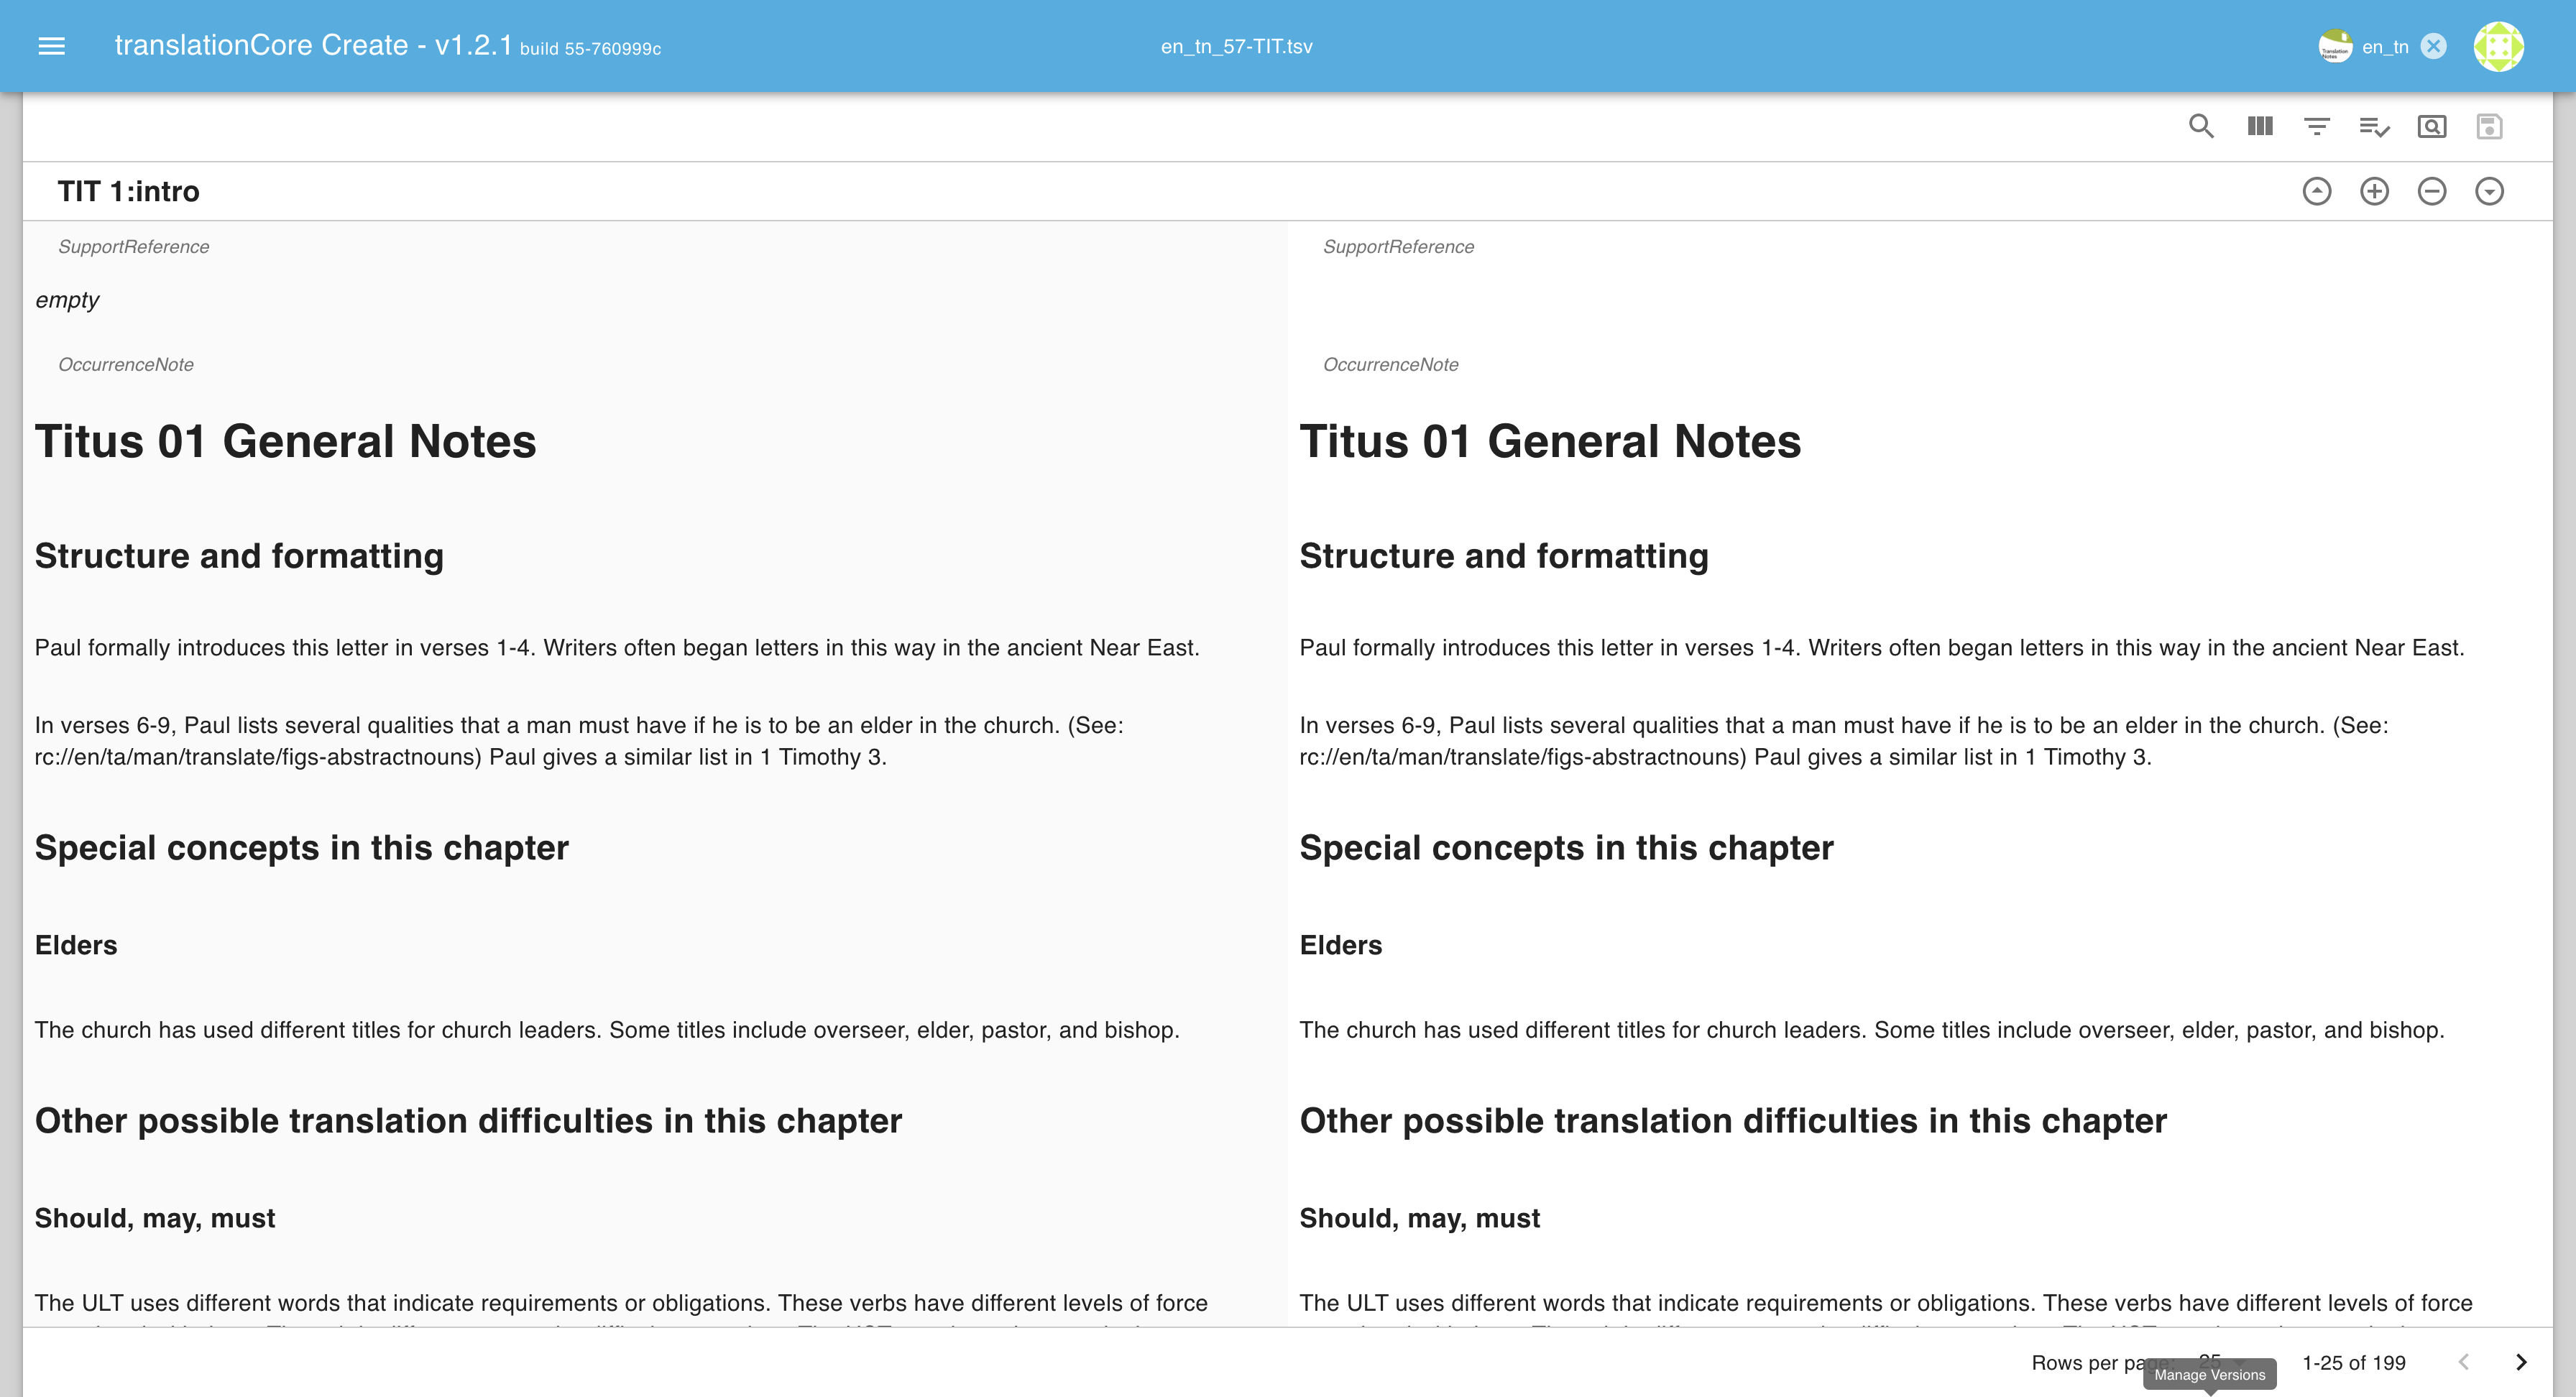 translationCore Create - v1.2.1 build 55-760999c
en_tn_57-TIT.tsv
Translation Notes
en_tn
TIT 1:intro
SupportReference
empty
OccurrenceNote
Titus 01 General Notes
Structure and formatting
Paul formally introduces this letter in verses 1-4. Writers often began letters in this way in the ancient Near East.
In verses 6-9, Paul lists several qualities that a man must have if he is to be an elder in the church. (See:
rc://en/ta/man/translate/figs-abstractnouns) Paul gives a similar list in 1 Timothy 3.
Special concepts in this chapter
Elders
The church has used different titles for church leaders. Some titles include overseer, elder, pastor, and bishop.
Other possible translation difficulties in this chapter
Should, may, must
The ULT uses different words that indicate requirements or obligations. These verbs have different levels of force
SupportReference
OccurrenceNote
Titus 01 General Notes
Structure and formatting
Paul formally introduces this letter in verses 1-4. Writers often began letters in this way in the ancient Near East.
In verses 6-9, Paul lists several qualities that a man must have if he is to be an elder in the church. (See:
rc://en/ta/man/translate/figs-abstractnouns) Paul gives a similar list in 1 Timothy 3.
Special concepts in this chapter
Elders
The church has used different titles for church leaders. Some titles include overseer, elder, pastor, and bishop.
Other possible translation difficulties in this chapter
Should, may, must
The ULT uses different words that indicate requirements or obligations. These verbs have different levels of force
Rows per page: 25
1-25 of 199
Manage Versions